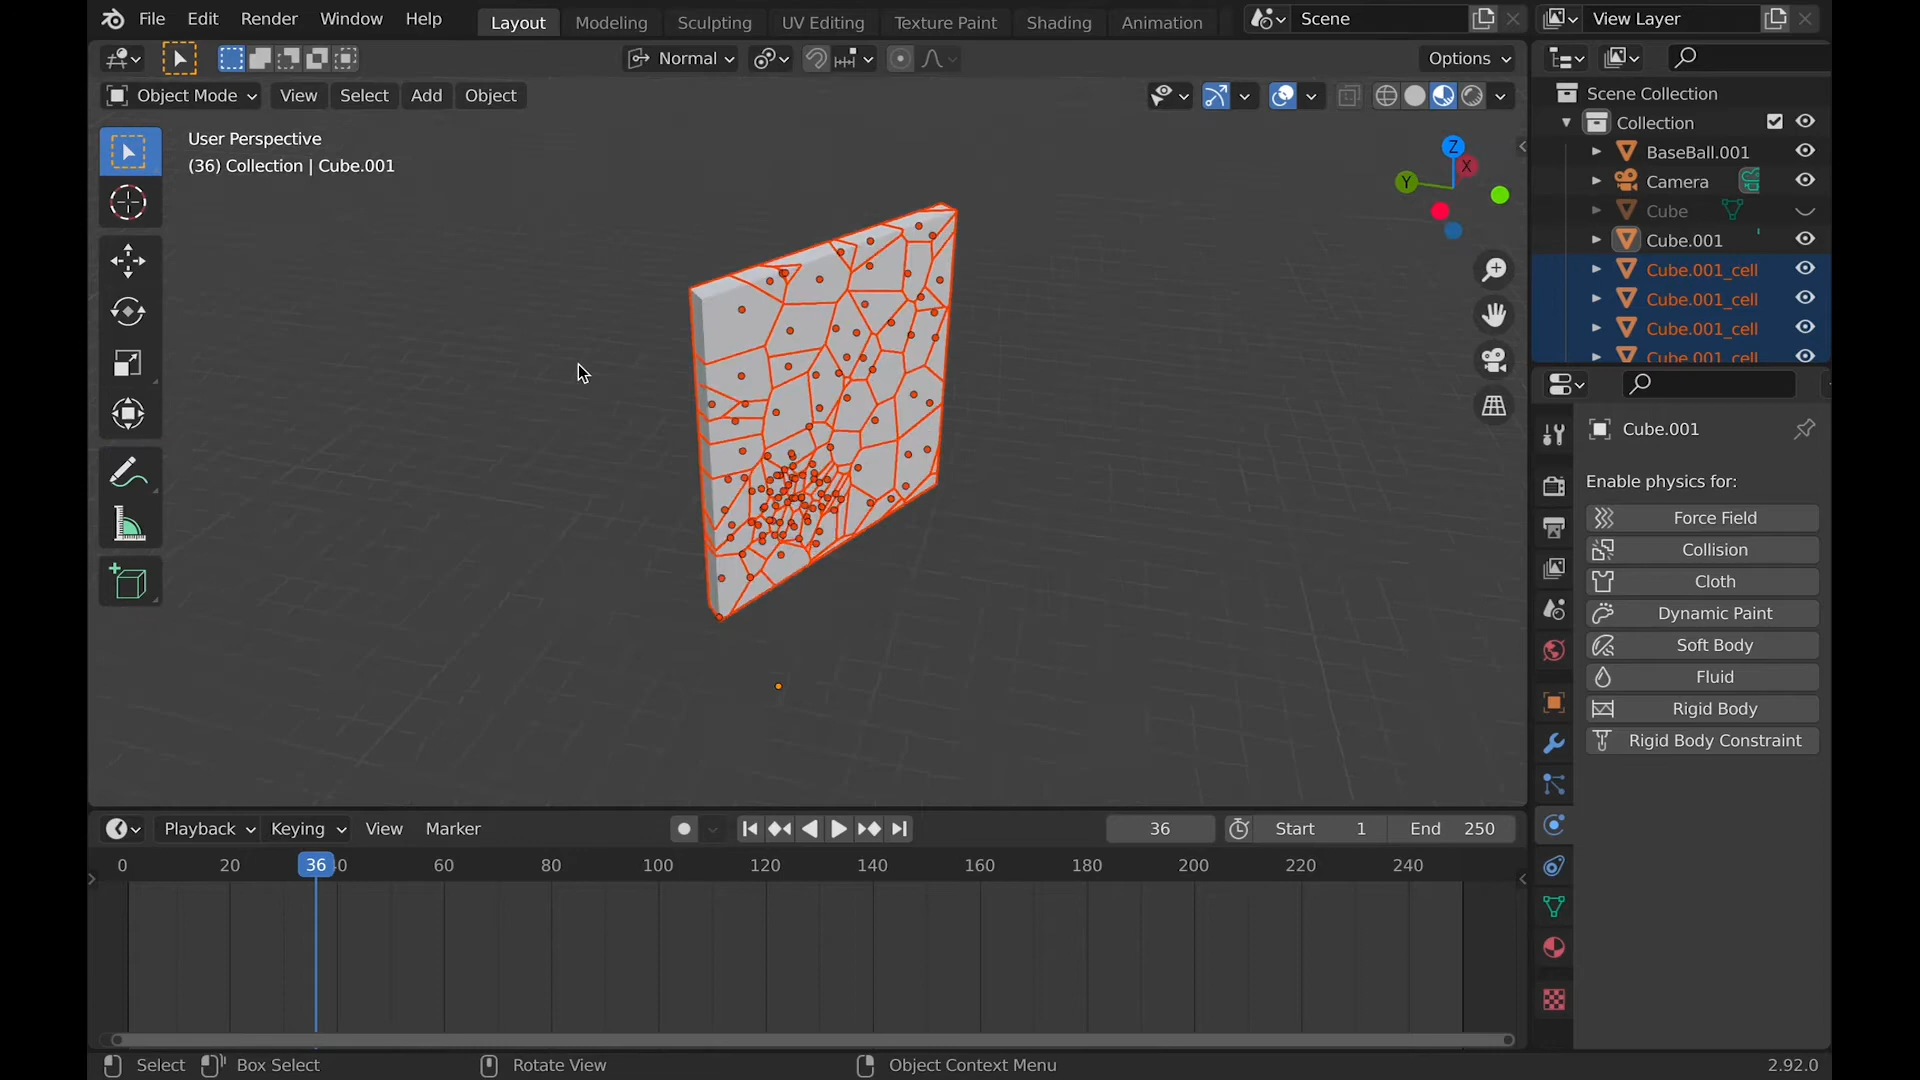 File Edit Render Window Help
Layout Modeling Sculpting UV Editing Texture Paint Shading Animation
Scene
View Layer
Normal
Options
Object Mode View Select Add Object
User Perspective
(36) Collection | Cube.001
Z
X
Y
Scene Collection
Collection
BaseBall.001
Camera
Cube
Cube.001
Cube.001_cell
Cube.001_cell
Cube.001_cell
Cube.001_cell
Cube.001
Enable physics for:
Force Field
Collision
Cloth
Dynamic Paint
Soft Body
Fluid
Rigid Body
Rigid Body Constraint
Playback Keying View Marker
36 Start 1 End 250
0 20 36 60 80 100 120 140 160 180 200 220 240
Select Box Select Rotate View Object Context Menu 2.92.0